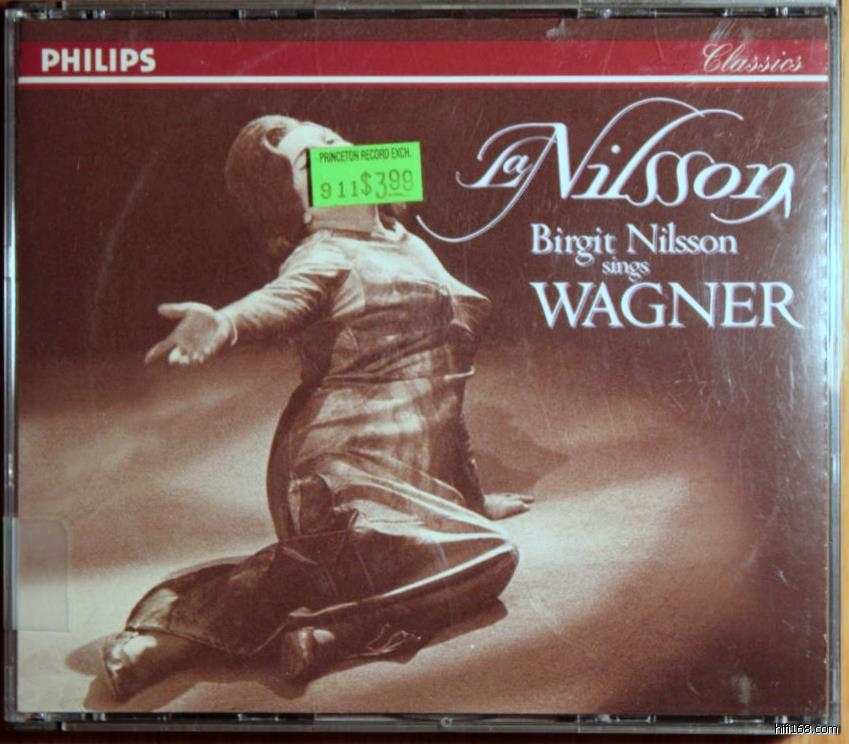 PHILIPS
Classics
PRINCETON RECORD EXCH.
911 $3.99
La Nilsson
Birgit Nilsson
sings
WAGNER
hifi168.com